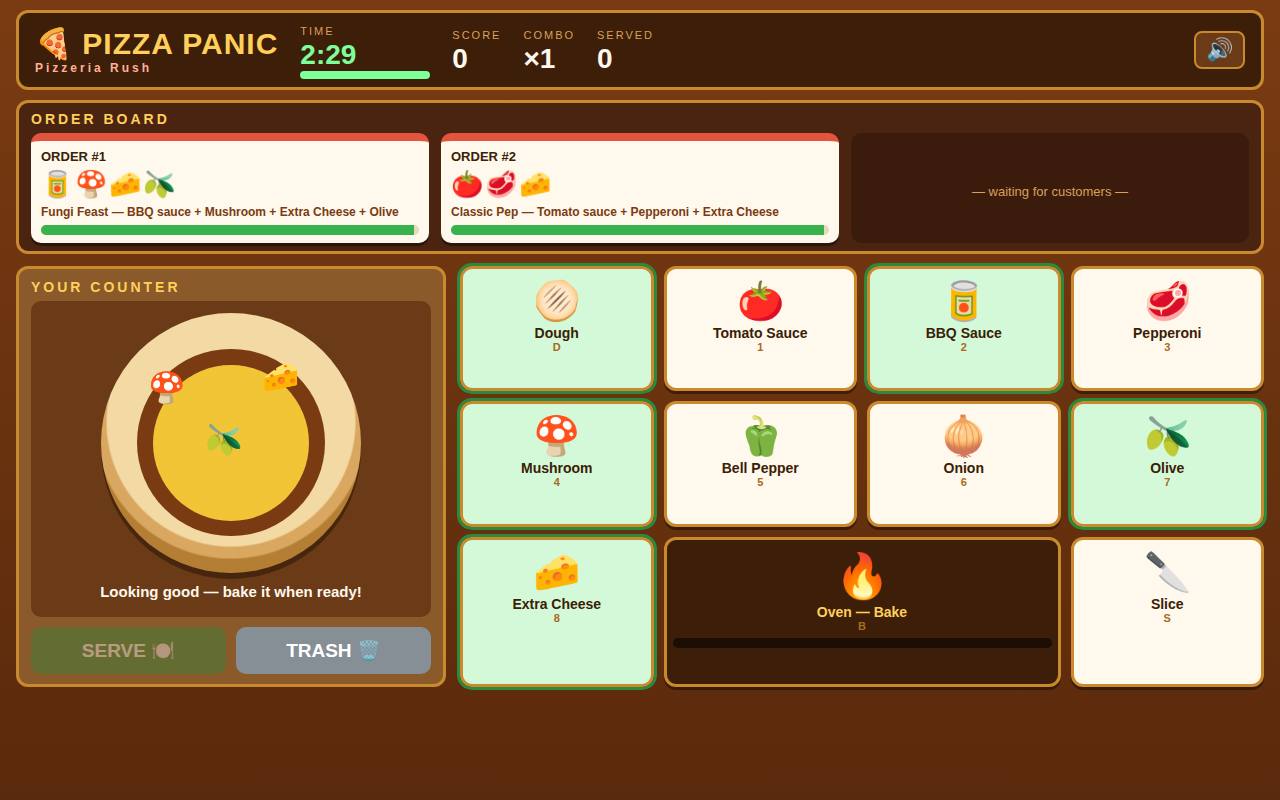 PIZZA PANIC
Pizzeria Rush
TIME
2:29
SCORE
0
COMBO
×1
SERVED
0
ORDER BOARD
ORDER #1
Fungi Feast — BBQ sauce + Mushroom + Extra Cheese + Olive
ORDER #2
Classic Pep — Tomato sauce + Pepperoni + Extra Cheese
— waiting for customers —
YOUR COUNTER
Looking good — bake it when ready!
SERVE
TRASH
Dough
D
Tomato Sauce
1
BBQ Sauce
2
Pepperoni
3
Mushroom
4
Bell Pepper
5
Onion
6
Olive
7
Extra Cheese
8
Oven — Bake
B
Slice
S